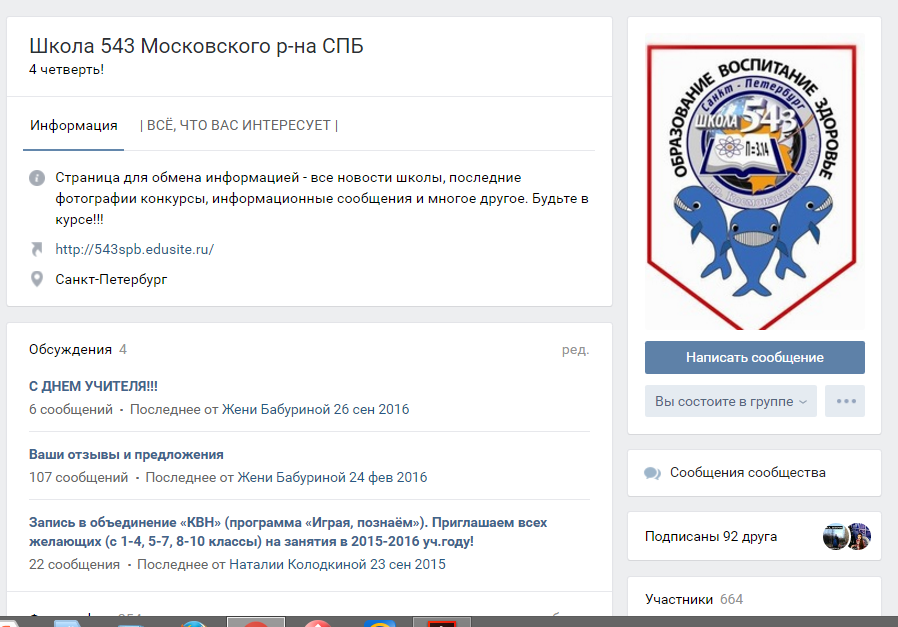 Школа 543 Московского р-на СПБ
4 четверть!
Информация
| ВСЁ, ЧТО ВАС ИНТЕРЕСУЕТ |
Страница для обмена информацией - все новости школы, последние
фотографии конкурсы, информационные сообщения и многое другое. Будьте в
курсе!!!
http://543spb.edusite.ru/
Санкт-Петербург
Обсуждения 4
ред.
С ДНЕМ УЧИТЕЛЯ!!!
6 сообщений · Последнее от Жени Бабуриной 26 сен 2016
Ваши отзывы и предложения
107 сообщений · Последнее от Жени Бабуриной 24 фев 2016
Запись в объединение «КВН» (программа «Играя, познаём»). Приглашаем всех
желающих (с 1-4, 5-7, 8-10 классы) на занятия в 2015-2016 уч.году!
22 сообщения · Последнее от Наталии Колодкиной 23 сен 2015
ОБРАЗОВАНИЕ ВОСПИТАНИЕ ЗДОРОВЬЕ
Санкт - Петербург
ШКОЛА 543
П=3.14
Написать сообщение
Вы состоите в группе
Сообщения сообщества
Подписаны 92 друга
Участники 664